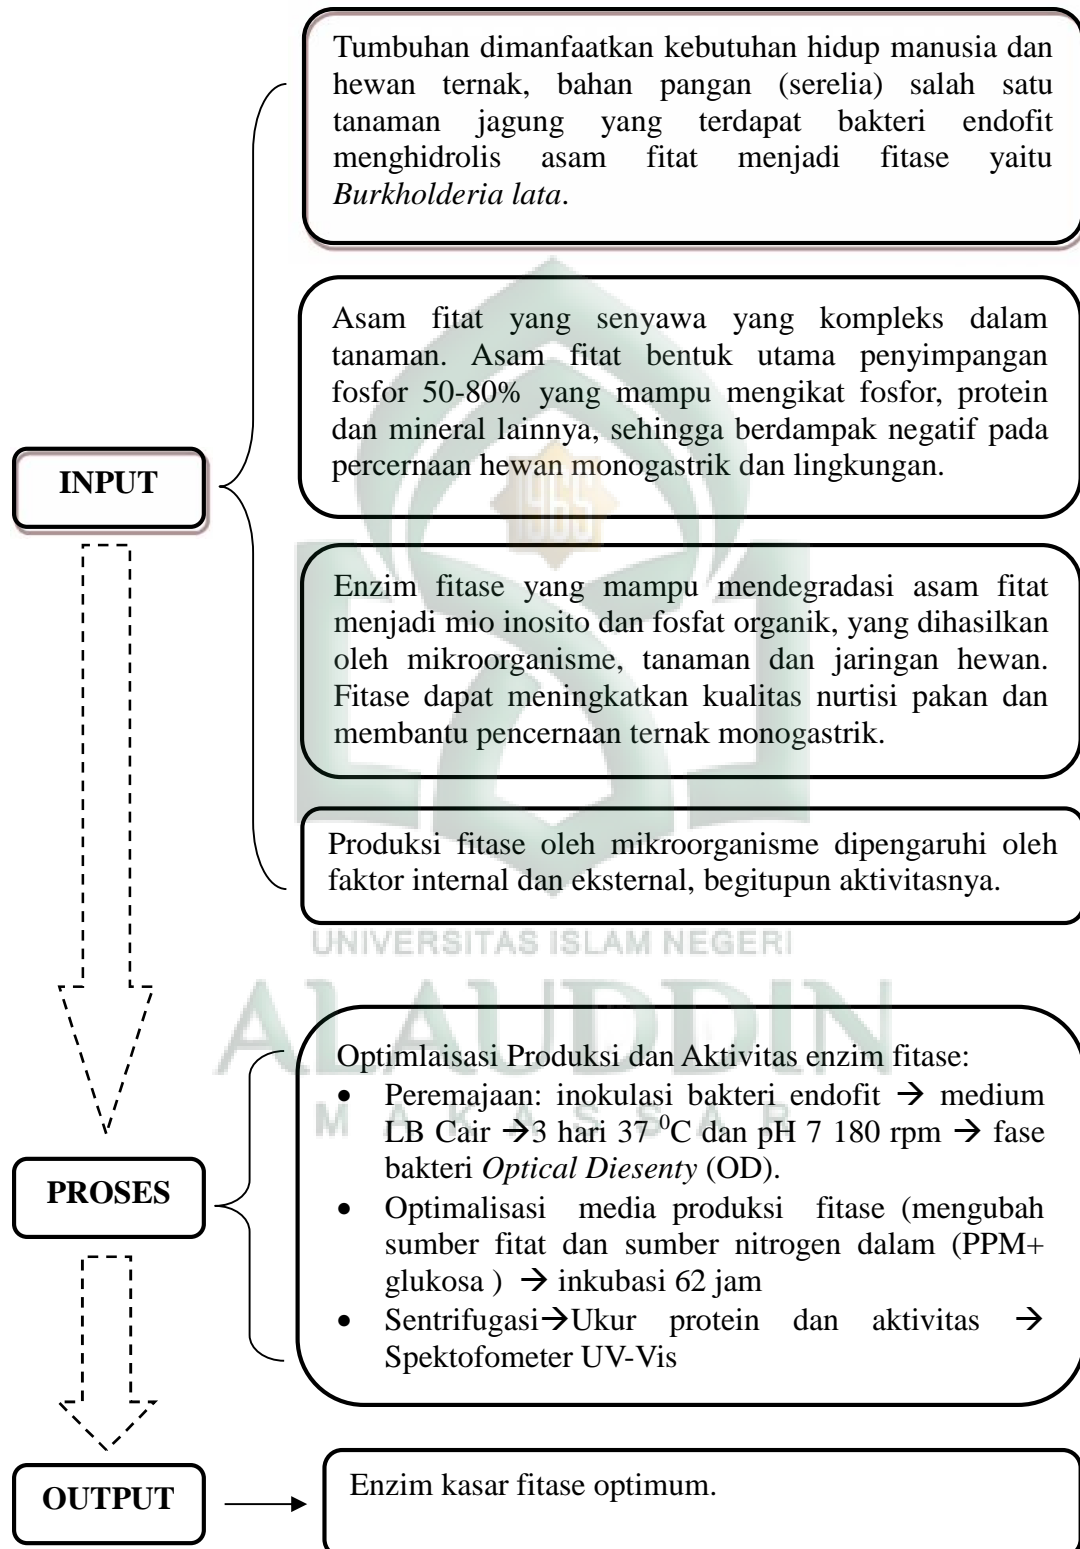 Tumbuhan dimanfaatkan kebutuhan hidup manusia dan
hewan ternak, bahan pangan (serelia) salah satu
tanaman jagung yang terdapat bakteri endofit
menghidrolis asam fitat menjadi fitase yaitu
Burkholderia lata.
Asam fitat yang senyawa yang kompleks dalam
tanaman. Asam fitat bentuk utama penyimpangan
fosfor 50-80% yang mampu mengikat fosfor, protein
dan mineral lainnya, sehingga berdampak negatif pada
percernaan hewan monogastrik dan lingkungan.
INPUT
1965
Enzim fitase yang mampu mendegradasi asam fitat
menjadi mio inosito dan fosfat organik, yang dihasilkan
oleh mikroorganisme, tanaman dan jaringan hewan.
Fitase dapat meningkatkan kualitas nurtisi pakan dan
membantu pencernaan ternak monogastrik.
Produksi fitase oleh mikroorganisme dipengaruhi oleh
faktor internal dan eksternal, begitupun aktivitasnya.
UNIVERSITAS ISLAM NEGERI
ALAUDDIN
MAKASSAR
Optimlaisasi Produksi dan Aktivitas enzim fitase:
• Peremajaan: inokulasi bakteri endofit → medium
LB Cair →3 hari 37 ⁰C dan pH 7 180 rpm → fase
bakteri Optical Diesenty (OD).
PROSES
• Optimalisasi media produksi fitase (mengubah
sumber fitat dan sumber nitrogen dalam (PPM+
glukosa ) → inkubasi 62 jam
• Sentrifugasi→Ukur protein dan aktivitas →
Spektofometer UV-Vis
OUTPUT
Enzim kasar fitase optimum.